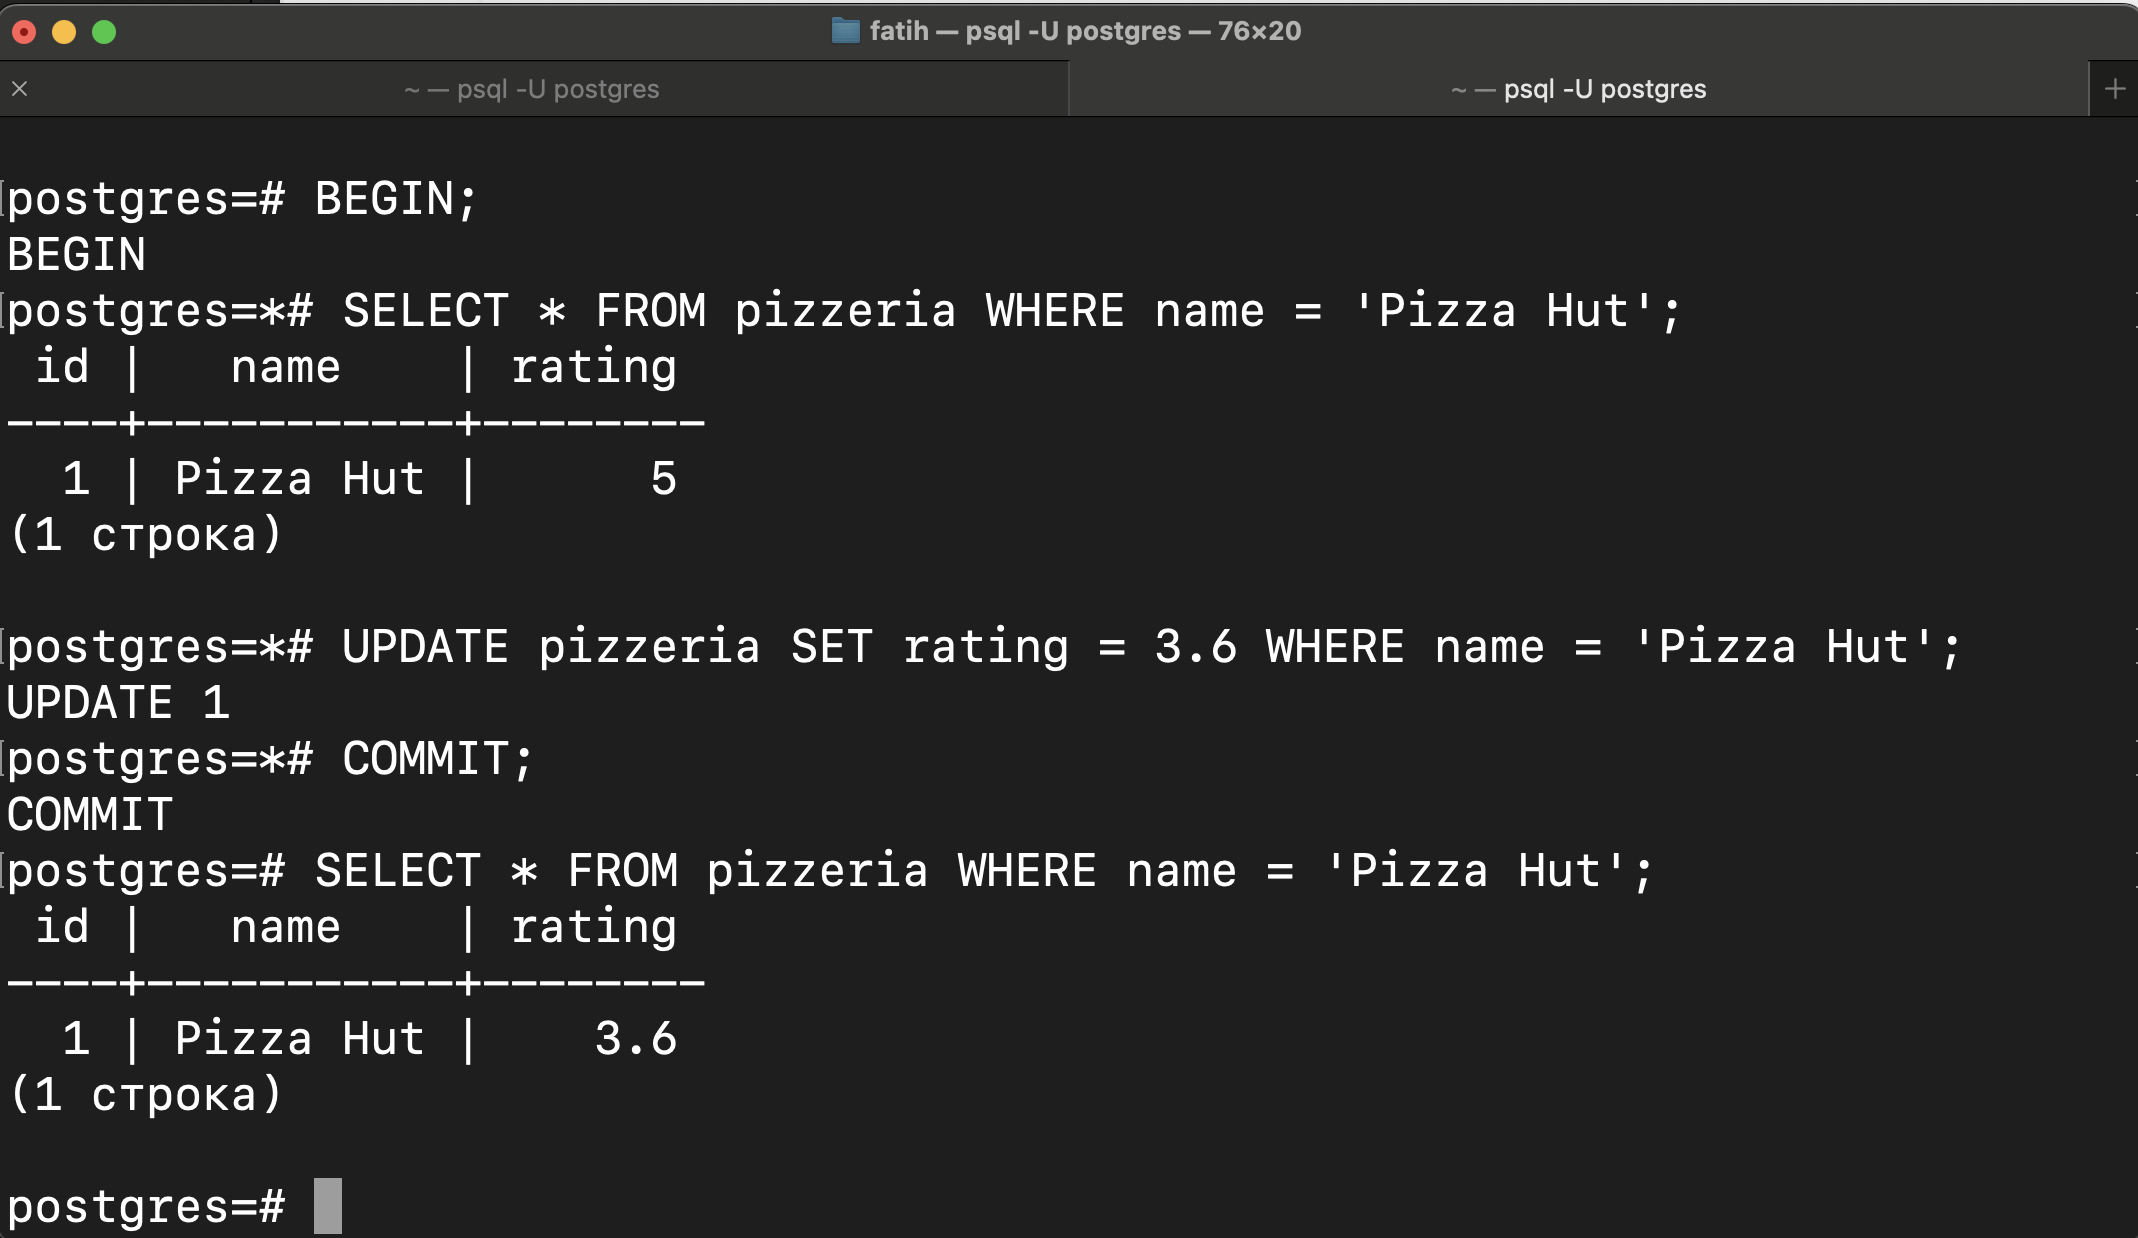 fatih — psql -U postgres — 76×20
~ — psql -U postgres
~ — psql -U postgres
postgres=# BEGIN;
BEGIN
postgres=*# SELECT * FROM pizzeria WHERE name = 'Pizza Hut';
 id |   name    | rating
----+-----------+--------
  1 | Pizza Hut |      5
(1 строка)
postgres=*# UPDATE pizzeria SET rating = 3.6 WHERE name = 'Pizza Hut';
UPDATE 1
postgres=*# COMMIT;
COMMIT
postgres=# SELECT * FROM pizzeria WHERE name = 'Pizza Hut';
 id |   name    | rating
----+-----------+--------
  1 | Pizza Hut |    3.6
(1 строка)
postgres=#